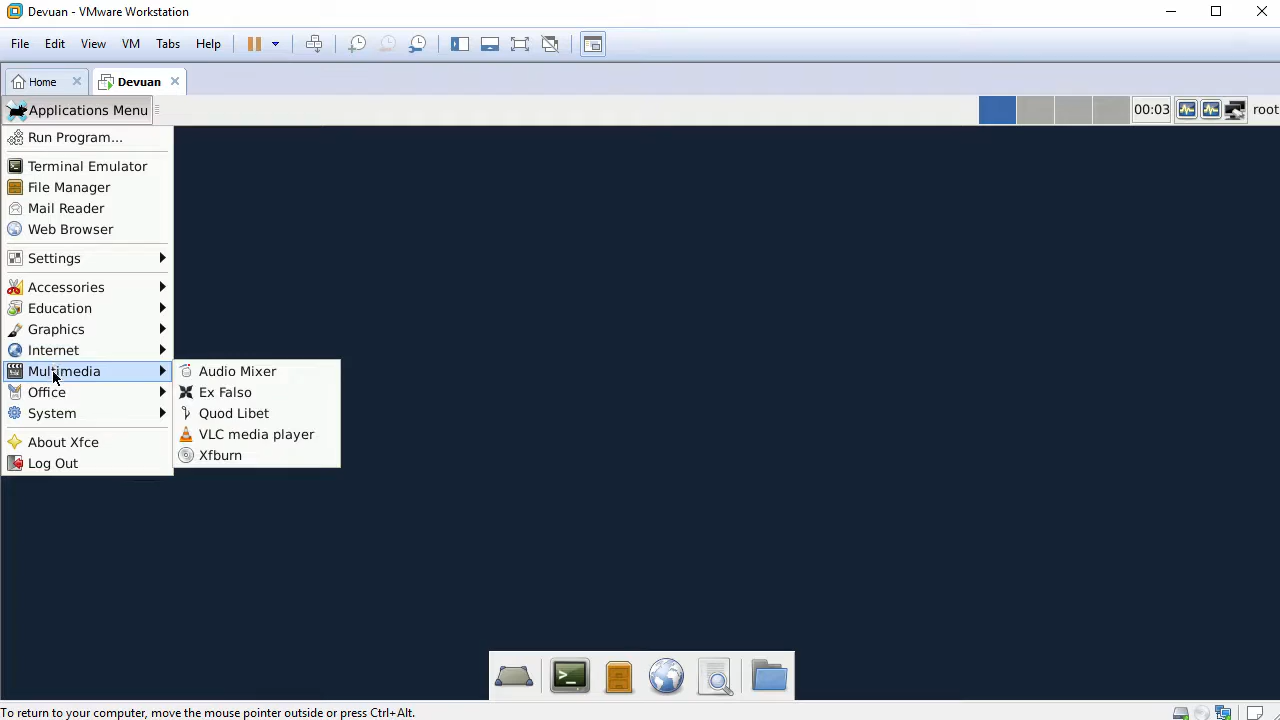 Devuan - VMware Workstation
File Edit View VM Tabs Help
Home Devuan
Applications Menu 00:03 root
Run Program...
Terminal Emulator
File Manager
Mail Reader
Web Browser
Settings
Accessories
Education
Graphics
Internet
Multimedia
Office
System
About Xfce
Log Out
Audio Mixer
Ex Falso
Quod Libet
VLC media player
Xfburn
To return to your computer, move the mouse pointer outside or press Ctrl+Alt.